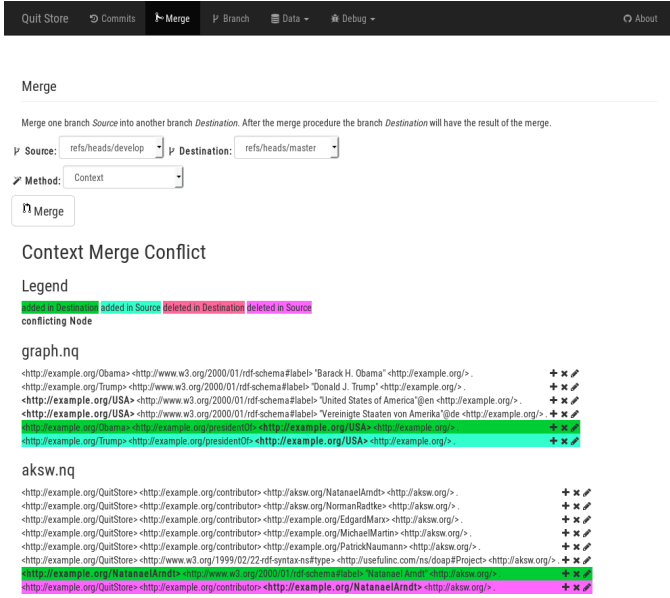 Quit Store Commits Merge Branch Data Debug About
Merge
Merge one branch Source into another branch Destination. After the merge procedure the branch Destination will have the result of the merge.
Source: refs/heads/develop Destination: refs/heads/master
Method: Context
Merge
Context Merge Conflict
Legend
added in Destination added in Source deleted in Destination deleted in Source
conflicting Node
graph.nq
<http://example.org/Obama> <http://www.w3.org/2000/01/rdf-schema#label> "Barack H. Obama" <http://example.org/> .
<http://example.org/Trump> <http://www.w3.org/2000/01/rdf-schema#label> "Donald J. Trump" <http://example.org/> .
<http://example.org/USA> <http://www.w3.org/2000/01/rdf-schema#label> "United States of America"@en <http://example.org/> .
<http://example.org/USA> <http://www.w3.org/2000/01/rdf-schema#label> "Vereinigte Staaten von Amerika"@de <http://example.org/> .
<http://example.org/Obama> <http://example.org/presidentOf> <http://example.org/USA> <http://example.org/> .
<http://example.org/Trump> <http://example.org/presidentOf> <http://example.org/USA> <http://example.org/> .
aksw.nq
<http://example.org/QuitStore> <http://example.org/contributor> <http://aksw.org/NatanaelArndt> <http://aksw.org/> .
<http://example.org/QuitStore> <http://example.org/contributor> <http://aksw.org/NormanRadtke> <http://aksw.org/> .
<http://example.org/QuitStore> <http://example.org/contributor> <http://example.org/EdgardMarx> <http://aksw.org/> .
<http://example.org/QuitStore> <http://example.org/contributor> <http://example.org/MichaelMartin> <http://aksw.org/> .
<http://example.org/QuitStore> <http://example.org/contributor> <http://example.org/PatrickNaumann> <http://aksw.org/> .
<http://example.org/QuitStore> <http://www.w3.org/1999/02/22-rdf-syntax-ns#type> <http://usefulinc.com/ns/doap#Project> <http://aksw.org/> .
<http://example.org/NatanaelArndt> <http://www.w3.org/2000/01/rdf-schema#label> "Natanael Arndt" <http://aksw.org/> .
<http://example.org/QuitStore> <http://example.org/contributor> <http://example.org/NatanaelArndt> <http://aksw.org/> .